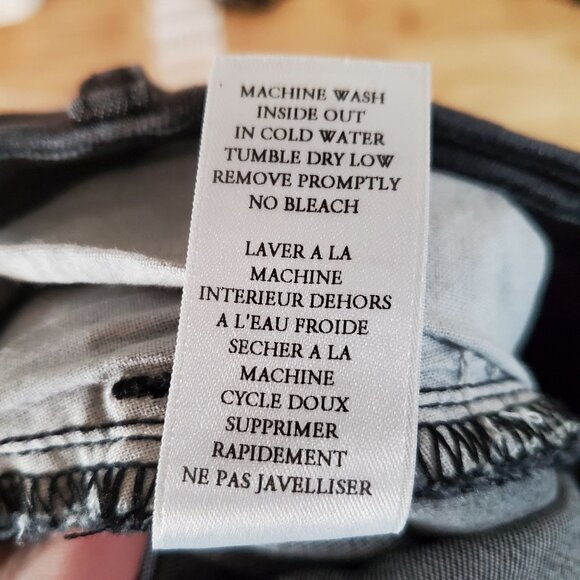 MACHINE WASH
INSIDE OUT
IN COLD WATER
TUMBLE DRY LOW
REMOVE PROMPTLY
NO BLEACH
LAVER A LA
MACHINE
INTERIEUR DEHORS
A L'EAU FROIDE
SECHER A LA
MACHINE
CYCLE DOUX
SUPPRIMER
RAPIDEMENT
NE PAS JAVELLISER